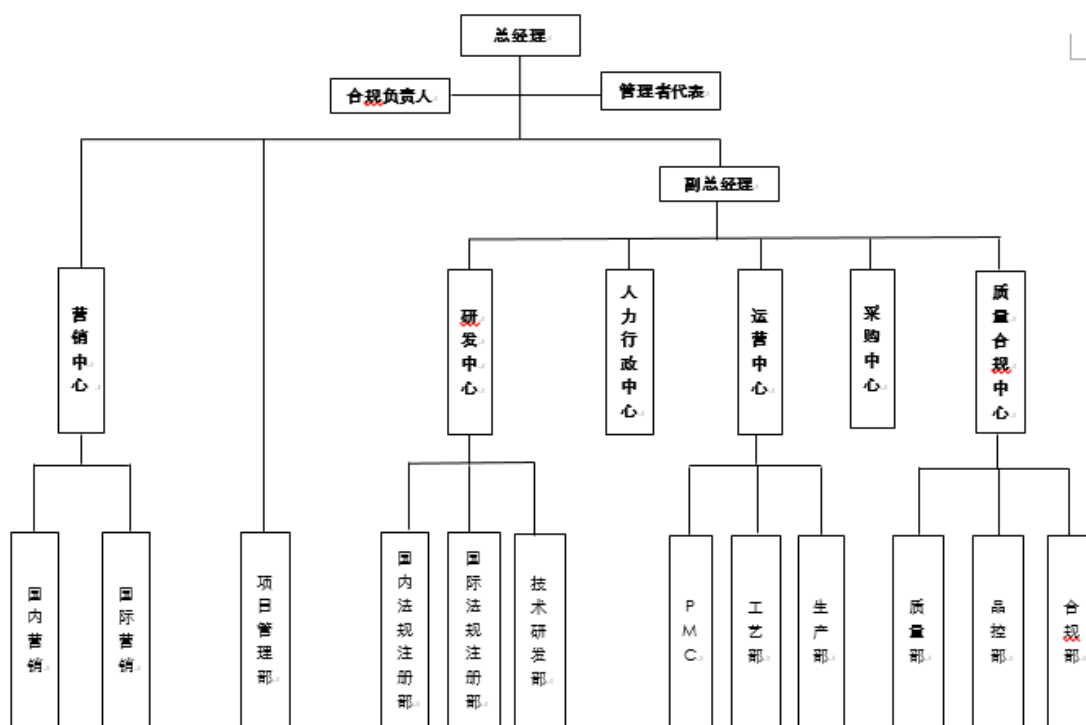 总经理
合规负责人
管理者代表
副总经理
营销中心
研发中心
人力行政中心
运营中心
采购中心
质量合规中心
国内营销
国际营销
项目管理部
国内法规注册部
国际法规注册部
技术研发部
PMC
工艺部
生产部
质量部
品控部
合规部